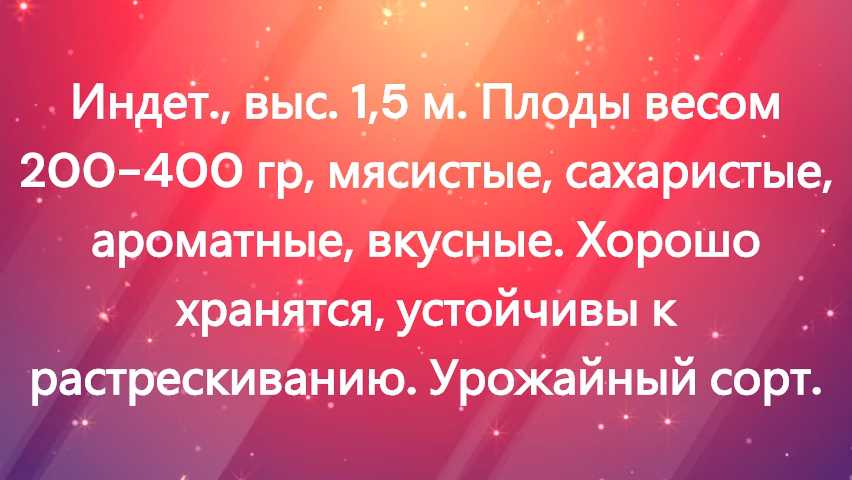 Индет., выс. 1,5 м. Плоды весом
200-400 гр, мясистые, сахаристые,
ароматные, вкусные. Хорошо
хранятся, устойчивы к
растрескиванию. Урожайный сорт.